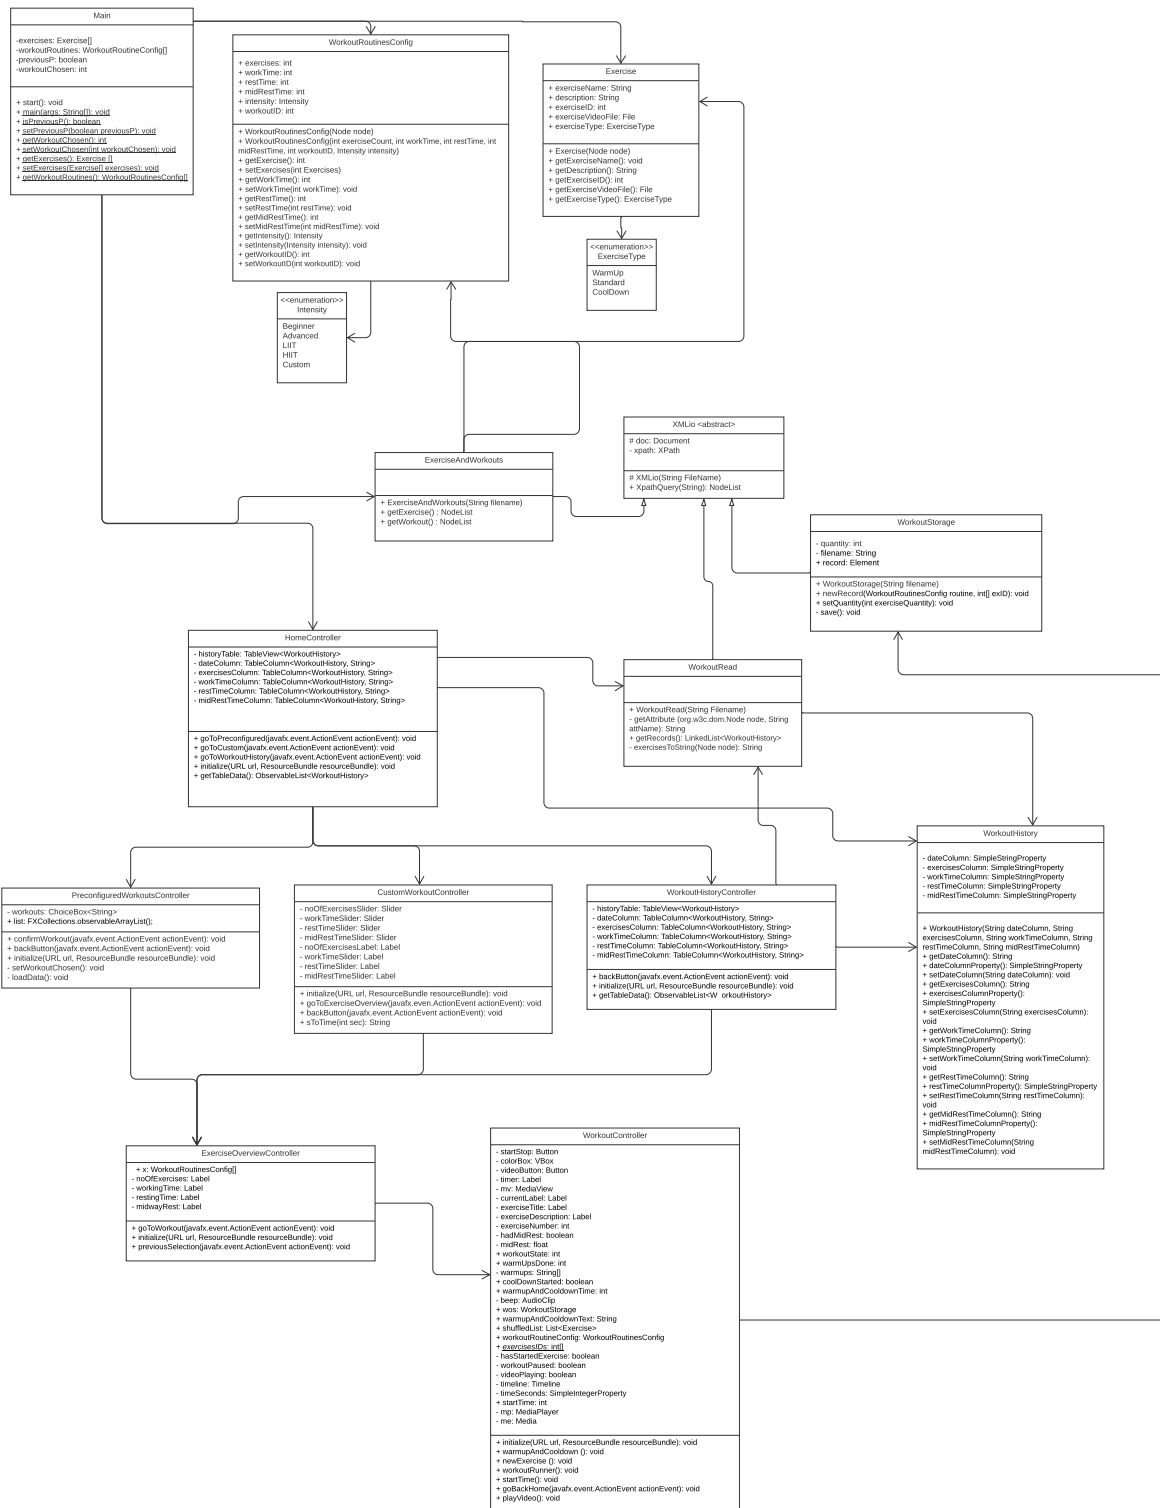 Main
-exercises: Exercise[]
-workoutRoutines: WorkoutRoutineConfig[]
-previousP: boolean
-workoutChosen: int
+ start(): void
+ main(args: String[]): void
+ isPreviousP(): boolean
+ setPreviousP(boolean previousP): void
+ getWorkoutChosen(): int
+ setWorkoutChosen(int workoutChosen): void
+ getExercises(): Exercise []
+ setExercises(Exercise[] exercises): void
+ getWorkoutRoutines(): WorkoutRoutinesConfig[]
WorkoutRoutinesConfig
+ exercises: int
+ workTime: int
+ restTime: int
+ midRestTime: int
+ intensity: Intensity
+ workoutID: int
+ WorkoutRoutinesConfig(Node node)
+ WorkoutRoutinesConfig(int exerciseCount, int workTime, int restTime, int
midRestTime, int workoutID, Intensity intensity)
+ getExercise(): int
+ setExercises(int Exercises)
+ getWorkTime(): int
+ setWorkTime(int workTime): void
+ getRestTime(): int
+ setRestTime(int restTime): void
+ getMidRestTime(): int
+ setMidRestTime(int midRestTime): void
+ getIntensity(): Intensity
+ setIntensity(Intensity intensity): void
+ getWorkoutID(): int
+ setWorkoutID(int workoutID): void
Exercise
+ exerciseName: String
+ description: String
+ exerciseID: int
+ exerciseVideoFile: File
+ exerciseType: ExerciseType
+ Exercise(Node node)
+ getExerciseName(): void
+ getDescription(): String
+ getExerciseID(): int
+ getExerciseVideoFile(): File
+ getExerciseType(): ExerciseType
<<enumeration>>
ExerciseType
WarmUp
Standard
CoolDown
<<enumeration>>
Intensity
Beginner
Advanced
LIIT
HIIT
Custom
XMLio <abstract>
# doc: Document
- xpath: XPath
# XMLio(String FileName)
+ XpathQuery(String): NodeList
ExerciseAndWorkouts
+ ExerciseAndWorkouts(String filename)
+ getExercise() : NodeList
+ getWorkout() : NodeList
WorkoutStorage
- quantity: int
- filename: String
+ record: Element
+ WorkoutStorage(String filename)
+ newRecord(WorkoutRoutinesConfig routine, int[] exID): void
+ setQuantity(int exerciseQuantity): void
- save(): void
HomeController
- historyTable: TableView<WorkoutHistory>
- dateColumn: TableColumn<WorkoutHistory, String>
- exercisesColumn: TableColumn<WorkoutHistory, String>
- workTimeColumn: TableColumn<WorkoutHistory, String>
- restTimeColumn: TableColumn<WorkoutHistory, String>
- midRestTimeColumn: TableColumn<WorkoutHistory, String>
+ goToPreconfigured(javafx.event.ActionEvent actionEvent): void
+ goToCustom(javafx.event.ActionEvent actionEvent): void
+ goToWorkoutHistory(javafx.event.ActionEvent actionEvent): void
+ initialize(URL url, ResourceBundle resourceBundle): void
+ getTableData(): ObservableList<WorkoutHistory>
WorkoutRead
+ WorkoutRead(String Filename)
- getAttribute (org.w3c.dom.Node node, String
attName): String
+ getRecords(): LinkedList<WorkoutHistory>
- exercisesToString(Node node): String
WorkoutHistory
- dateColumn: SimpleStringProperty
- exercisesColumn: SimpleStringProperty
- workTimeColumn: SimpleStringProperty
- restTimeColumn: SimpleStringProperty
- midRestTimeColumn: SimpleStringProperty
+ WorkoutHistory(String dateColumn, String
exercisesColumn, String workTimeColumn, String
restTimeColumn, String midRestTimeColumn)
+ getDateColumn(): String
+ dateColumnProperty(): SimpleStringProperty
+ setDateColumn(String dateColumn): void
+ getExercisesColumn(): String
+ exercisesColumnProperty():
SimpleStringProperty
+ setExercisesColumn(String exercisesColumn):
void
+ getWorkTimeColumn(): String
+ workTimeColumnProperty():
SimpleStringProperty
+ setWorkTimeColumn(String workTimeColumn):
void
+ getRestTimeColumn(): String
+ restTimeColumnProperty(): SimpleStringProperty
+ setRestTimeColumn(String restTimeColumn):
void
+ getMidRestTimeColumn(): String
+ midRestTimeColumnProperty():
SimpleStringProperty
+ setMidRestTimeColumn(String
midRestTimeColumn): void
PreconfiguredWorkoutsController
- workouts: ChoiceBox<String>
+ list: FXCollections.observableArrayList();
+ confirmWorkout(javafx.event.ActionEvent actionEvent): void
+ backButton(javafx.event.ActionEvent actionEvent): void
+ initialize(URL url, ResourceBundle resourceBundle): void
- setWorkoutChosen(): void
- loadData(): void
CustomWorkoutController
- noOfExercisesSlider: Slider
- workTimeSlider: Slider
- restTimeSlider: Slider
- midRestTimeSlider: Slider
- noOfExercisesLabel: Label
- workTimeSlider: Label
- restTimeSlider: Label
- midRestTimeSlider: Label
+ initialize(URL url, ResourceBundle resourceBundle): void
+ goToExerciseOverview(javafx.even.ActionEvent actionEvent): void
+ backButton(javafx.event.ActionEvent actionEvent): void
+ sToTime(int sec): String
WorkoutHistoryController
- historyTable: TableView<WorkoutHistory>
- dateColumn: TableColumn<WorkoutHistory, String>
- exercisesColumn: TableColumn<WorkoutHistory, String>
- workTimeColumn: TableColumn<WorkoutHistory, String>
- restTimeColumn: TableColumn<WorkoutHistory, String>
- midRestTimeColumn: TableColumn<WorkoutHistory, String>
+ backButton(javafx.event.ActionEvent actionEvent): void
+ initialize(URL url, ResourceBundle resourceBundle): void
+ getTableData(): ObservableList<W orkoutHistory>
ExerciseOverviewController
+ x: WorkoutRoutinesConfig[]
- noOfExercises: Label
- workingTime: Label
- restingTime: Label
- midwayRest: Label
+ goToWorkout(javafx.event.ActionEvent actionEvent): void
+ initialize(URL url, ResourceBundle resourceBundle): void
+ previousSelection(javafx.event.ActionEvent actionEvent): void
WorkoutController
- startStop: Button
- colorBox: VBox
- videoButton: Button
- timer: Label
- mv: MediaView
- currentLabel: Label
- exerciseTitle: Label
- exerciseDescription: Label
- exerciseNumber: int
- hadMidRest: boolean
- midRest: float
+ workoutState: int
+ warmUpsDone: int
- warmups: String[]
+ coolDownStarted: boolean
+ warmupAndCooldownTime: int
- beep: AudioClip
+ wos: WorkoutStorage
+ warmupAndCooldownText: String
+ shuffledList: List<Exercise>
+ workoutRoutineConfig: WorkoutRoutinesConfig
+ exercisesIDs: int[]
- hasStartedExercise: boolean
- workoutPaused: boolean
- videoPlaying: boolean
- timeline: Timeline
- timeSeconds: SimpleIntegerProperty
+ startTime: int
- mp: MediaPlayer
- me: Media
+ initialize(URL url, ResourceBundle resourceBundle): void
+ warmupAndCooldown (): void
+ newExercise (): void
+ workoutRunner(): void
+ startTime(): void
+ goBackHome(javafx.event.ActionEvent actionEvent): void
+ playVideo(): void